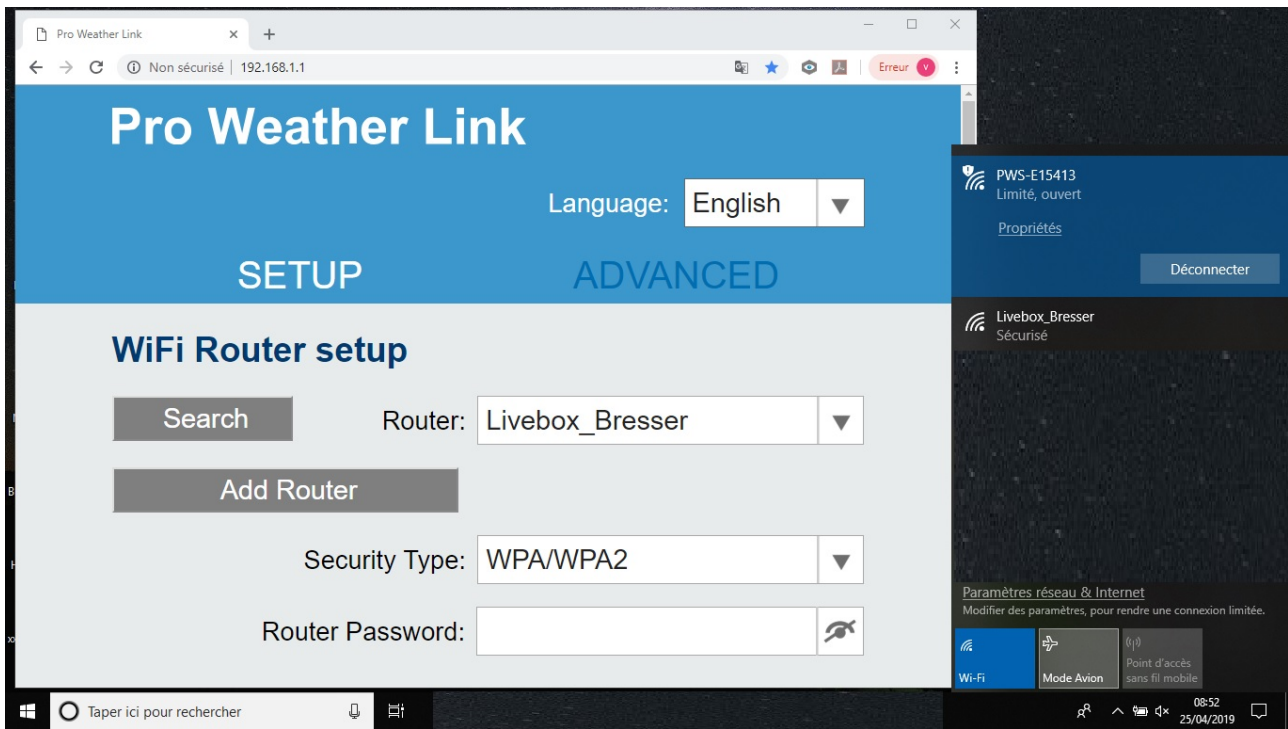 Pro Weather Link
Non sécurisé | 192.168.1.1
Erreur V
Pro Weather Link
Language: English
SETUP ADVANCED
WiFi Router setup
Search Router: Livebox_Bresser
Add Router
Security Type: WPA/WPA2
Router Password:
PWS-E15413
Limité, ouvert
Propriétés
Déconnecter
Livebox_Bresser
Sécurisé
Paramètres réseau & Internet
Modifier des paramètres, pour rendre une connexion limitée.
Wi-Fi
Mode Avion
Point d'accès
sans fil mobile
Taper ici pour rechercher
08:52
25/04/2019